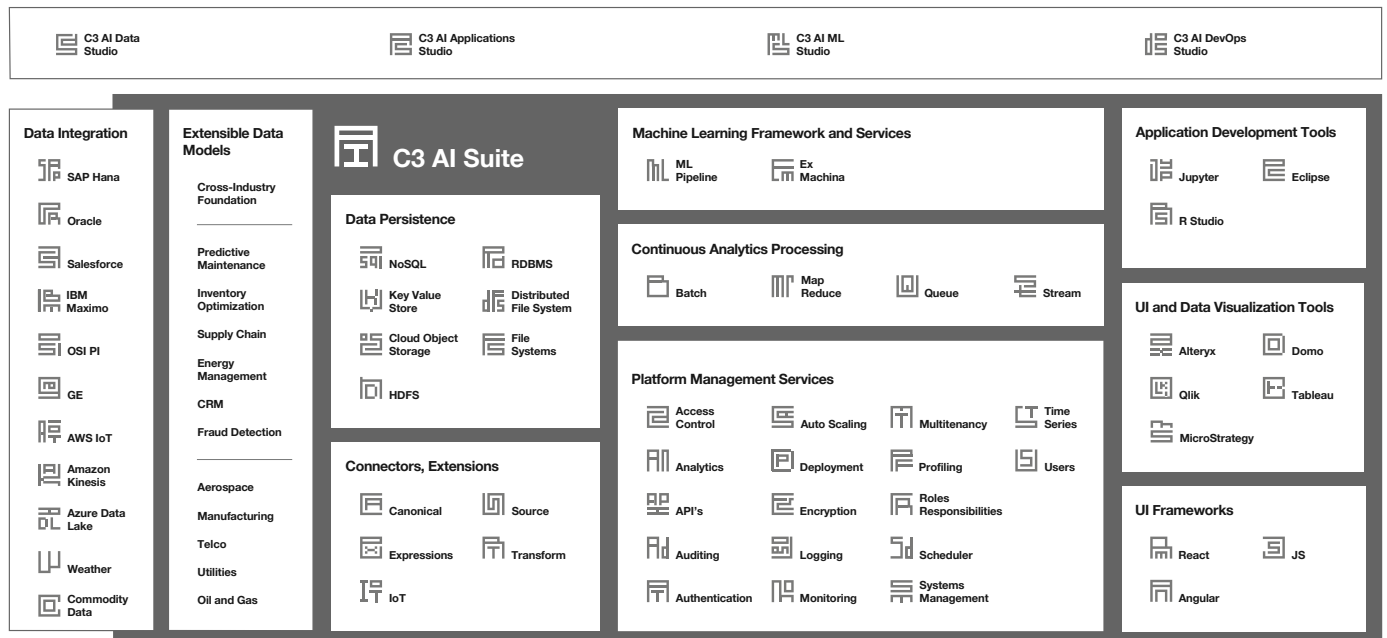 C3 AI Data
Studio
C3 AI Applications
Studio
C3 AI ML
Studio
C3 AI DevOps
Studio
Data Integration
SAP Hana
Oracle
Salesforce
IBM
Maximo
OSI PI
GE
AWS IoT
Amazon
Kinesis
Azure Data
Lake
Weather
Commodity
Data
Extensible Data
Models
Cross-Industry
Foundation
Predictive
Maintenance
Inventory
Optimization
Supply Chain
Energy
Management
CRM
Fraud Detection
Aerospace
Manufacturing
Telco
Utilities
Oil and Gas
C3 AI Suite
Data Persistence
NoSQL
RDBMS
Key Value
Store
Distributed
File System
Cloud Object
Storage
File
Systems
HDFS
Connectors, Extensions
Canonical
Source
Expressions
Transform
IoT
Machine Learning Framework and Services
ML
Pipeline
Ex
Machina
Continuous Analytics Processing
Batch
Map
Reduce
Queue
Stream
Platform Management Services
Access
Control
Auto Scaling
Multitenancy
Time
Series
Analytics
Deployment
Profiling
Users
API's
Encryption
Roles
Responsibilities
Auditing
Logging
Scheduler
Authentication
Monitoring
Systems
Management
Application Development Tools
Jupyter
Eclipse
R Studio
UI and Data Visualization Tools
Alteryx
Domo
Qlik
Tableau
MicroStrategy
UI Frameworks
React
JS
Angular